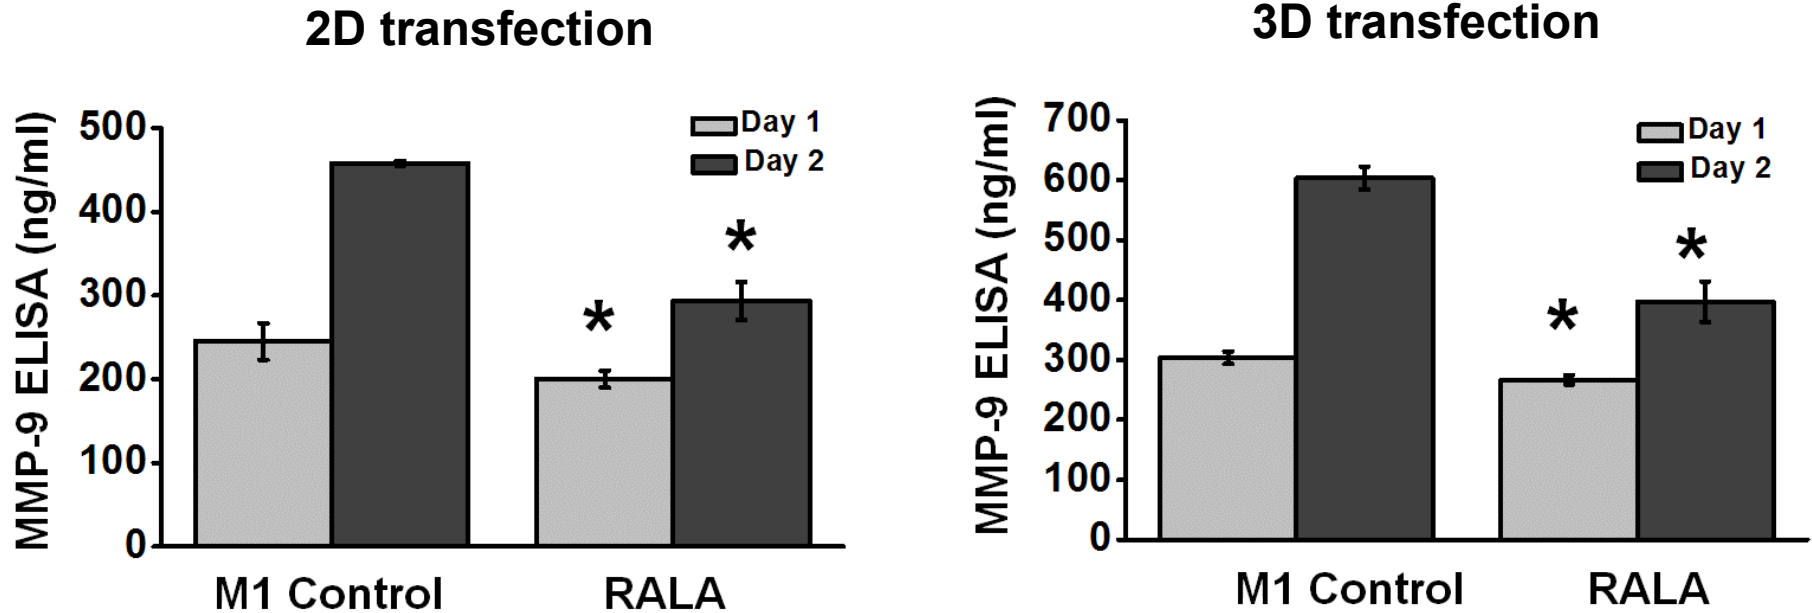 2D transfection
MMP-9 ELISA (ng/ml)
500
400
300
200
100
0
Day 1
Day 2
*
*
M1 Control
RALA
3D transfection
MMP-9 ELISA (ng/ml)
700
600
500
400
300
200
100
0
Day 1
Day 2
*
*
M1 Control
RALA